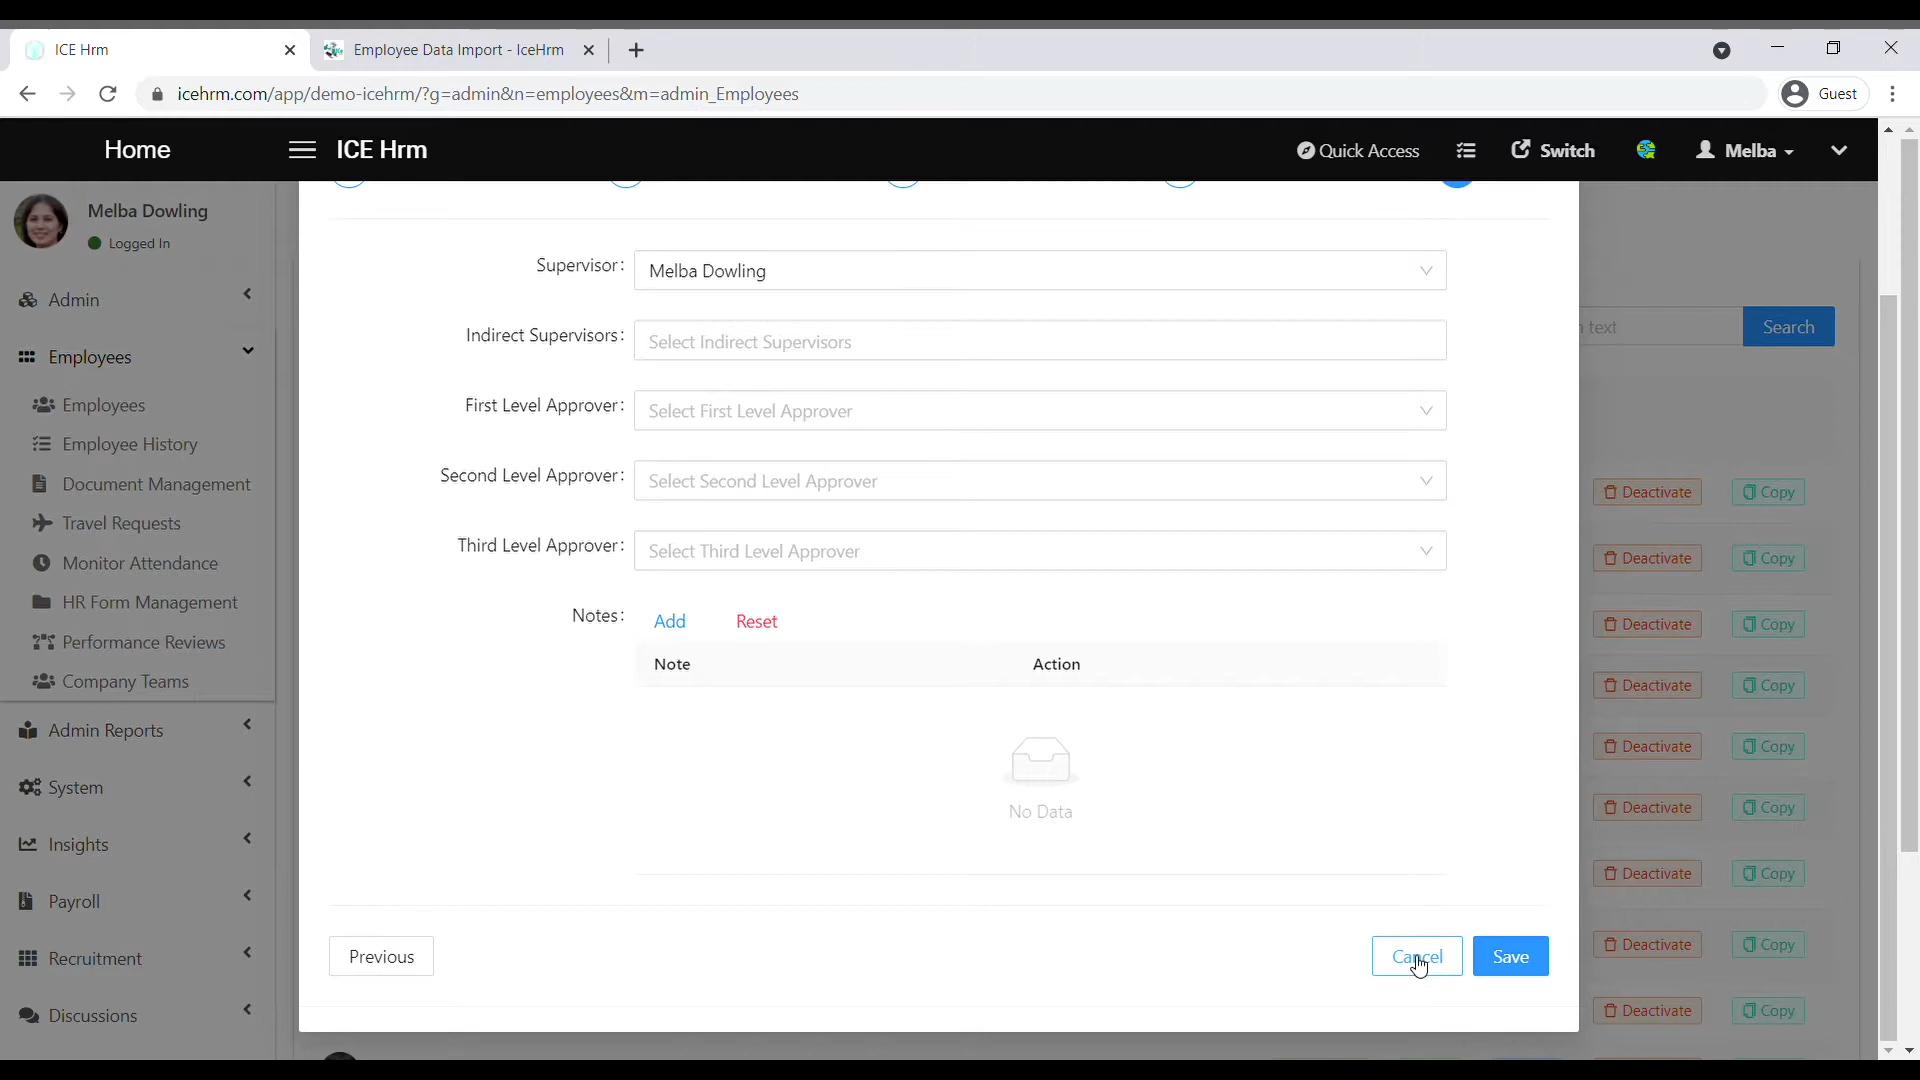 ICE Hrm
Employee Data Import - IceHrm
icehrm.com/app/demo-icehrm/?g=admin&n=employees&m=admin_Employees
Guest
Home
ICE Hrm
Quick Access
Switch
Melba
Melba Dowling
Logged In
Admin
Employees
Employees
Employee History
Document Management
Travel Requests
Monitor Attendance
HR Form Management
Performance Reviews
Company Teams
Admin Reports
System
Insights
Payroll
Recruitment
Discussions
Supervisor: Melba Dowling
Indirect Supervisors: Select Indirect Supervisors
First Level Approver: Select First Level Approver
Second Level Approver: Select Second Level Approver
Third Level Approver: Select Third Level Approver
Notes: Add Reset
Note Action
No Data
Previous Cancel Save
text Search
Deactivate Copy
Deactivate Copy
Deactivate Copy
Deactivate Copy
Deactivate Copy
Deactivate Copy
Deactivate Copy
Deactivate Copy
Deactivate Copy